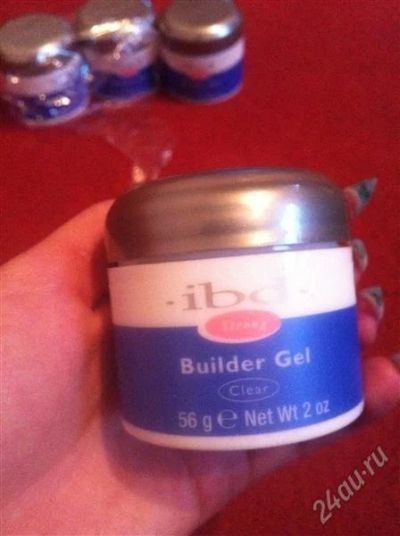 ·ibd·
Strong
Builder Gel
Clear
56 g ℮ Net Wt 2 oz
24au.ru